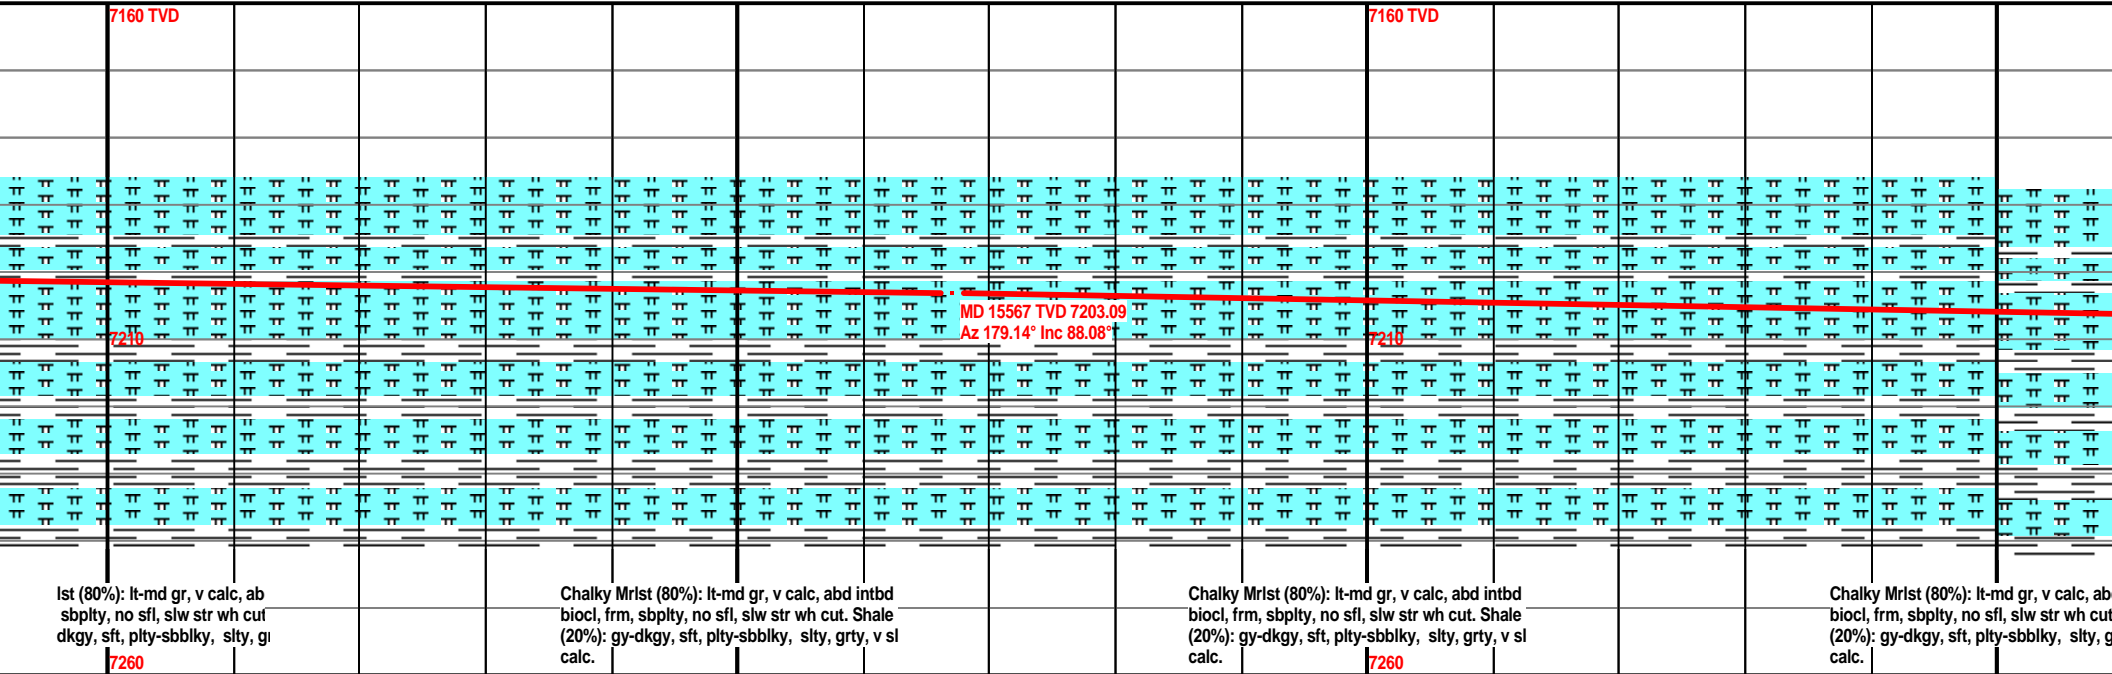 7160 TVD
7160 TVD
MD 15567 TVD 7203.09
Az 179.14° Inc 88.08°
7210
7210
lst (80%): lt-md gr, v calc, ab
sbplty, no sfl, slw str wh cut
dkgy, sft, plty-sbblky, slty, gr
Chalky Mrlst (80%): lt-md gr, v calc, abd intbd
biocl, frm, sbplty, no sfl, slw str wh cut. Shale
(20%): gy-dkgy, sft, plty-sbblky, slty, grty, v sl
calc.
Chalky Mrlst (80%): lt-md gr, v calc, abd intbd
biocl, frm, sbplty, no sfl, slw str wh cut. Shale
(20%): gy-dkgy, sft, plty-sbblky, slty, grty, v sl
calc.
Chalky Mrlst (80%): lt-md gr, v calc, ab
biocl, frm, sbplty, no sfl, slw str wh cut
(20%): gy-dkgy, sft, plty-sbblky, slty, g
calc.
7260
7260